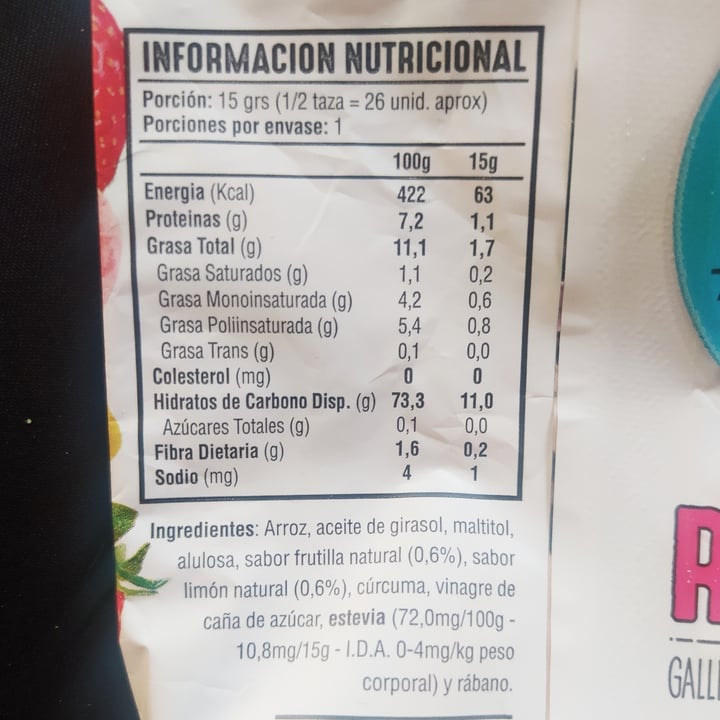 INFORMACION NUTRICIONAL
Porción: 15 grs (1/2 taza = 26 unid. aprox)
Porciones por envase: 1
100g 15g
Energia (Kcal) 422 63
Proteinas (g) 7,2 1,1
Grasa Total (g) 11,1 1,7
Grasa Saturados (g) 1,1 0,2
Grasa Monoinsaturada (g) 4,2 0,6
Grasa Poliinsaturada (g) 5,4 0,8
Grasa Trans (g) 0,1 0,0
Colesterol (mg) 0 0
Hidratos de Carbono Disp. (g) 73,3 11,0
Azúcares Totales (g) 0,1 0,0
Fibra Dietaria (g) 1,6 0,2
Sodio (mg) 4 1
Ingredientes: Arroz, aceite de girasol, maltitol,
alulosa, sabor frutilla natural (0,6%), sabor
limón natural (0,6%), cúrcuma, vinagre de
caña de azúcar, estevia (72,0mg/100g -
10,8mg/15g - I.D.A. 0-4mg/kg peso
corporal) y rábano.
R
GALL